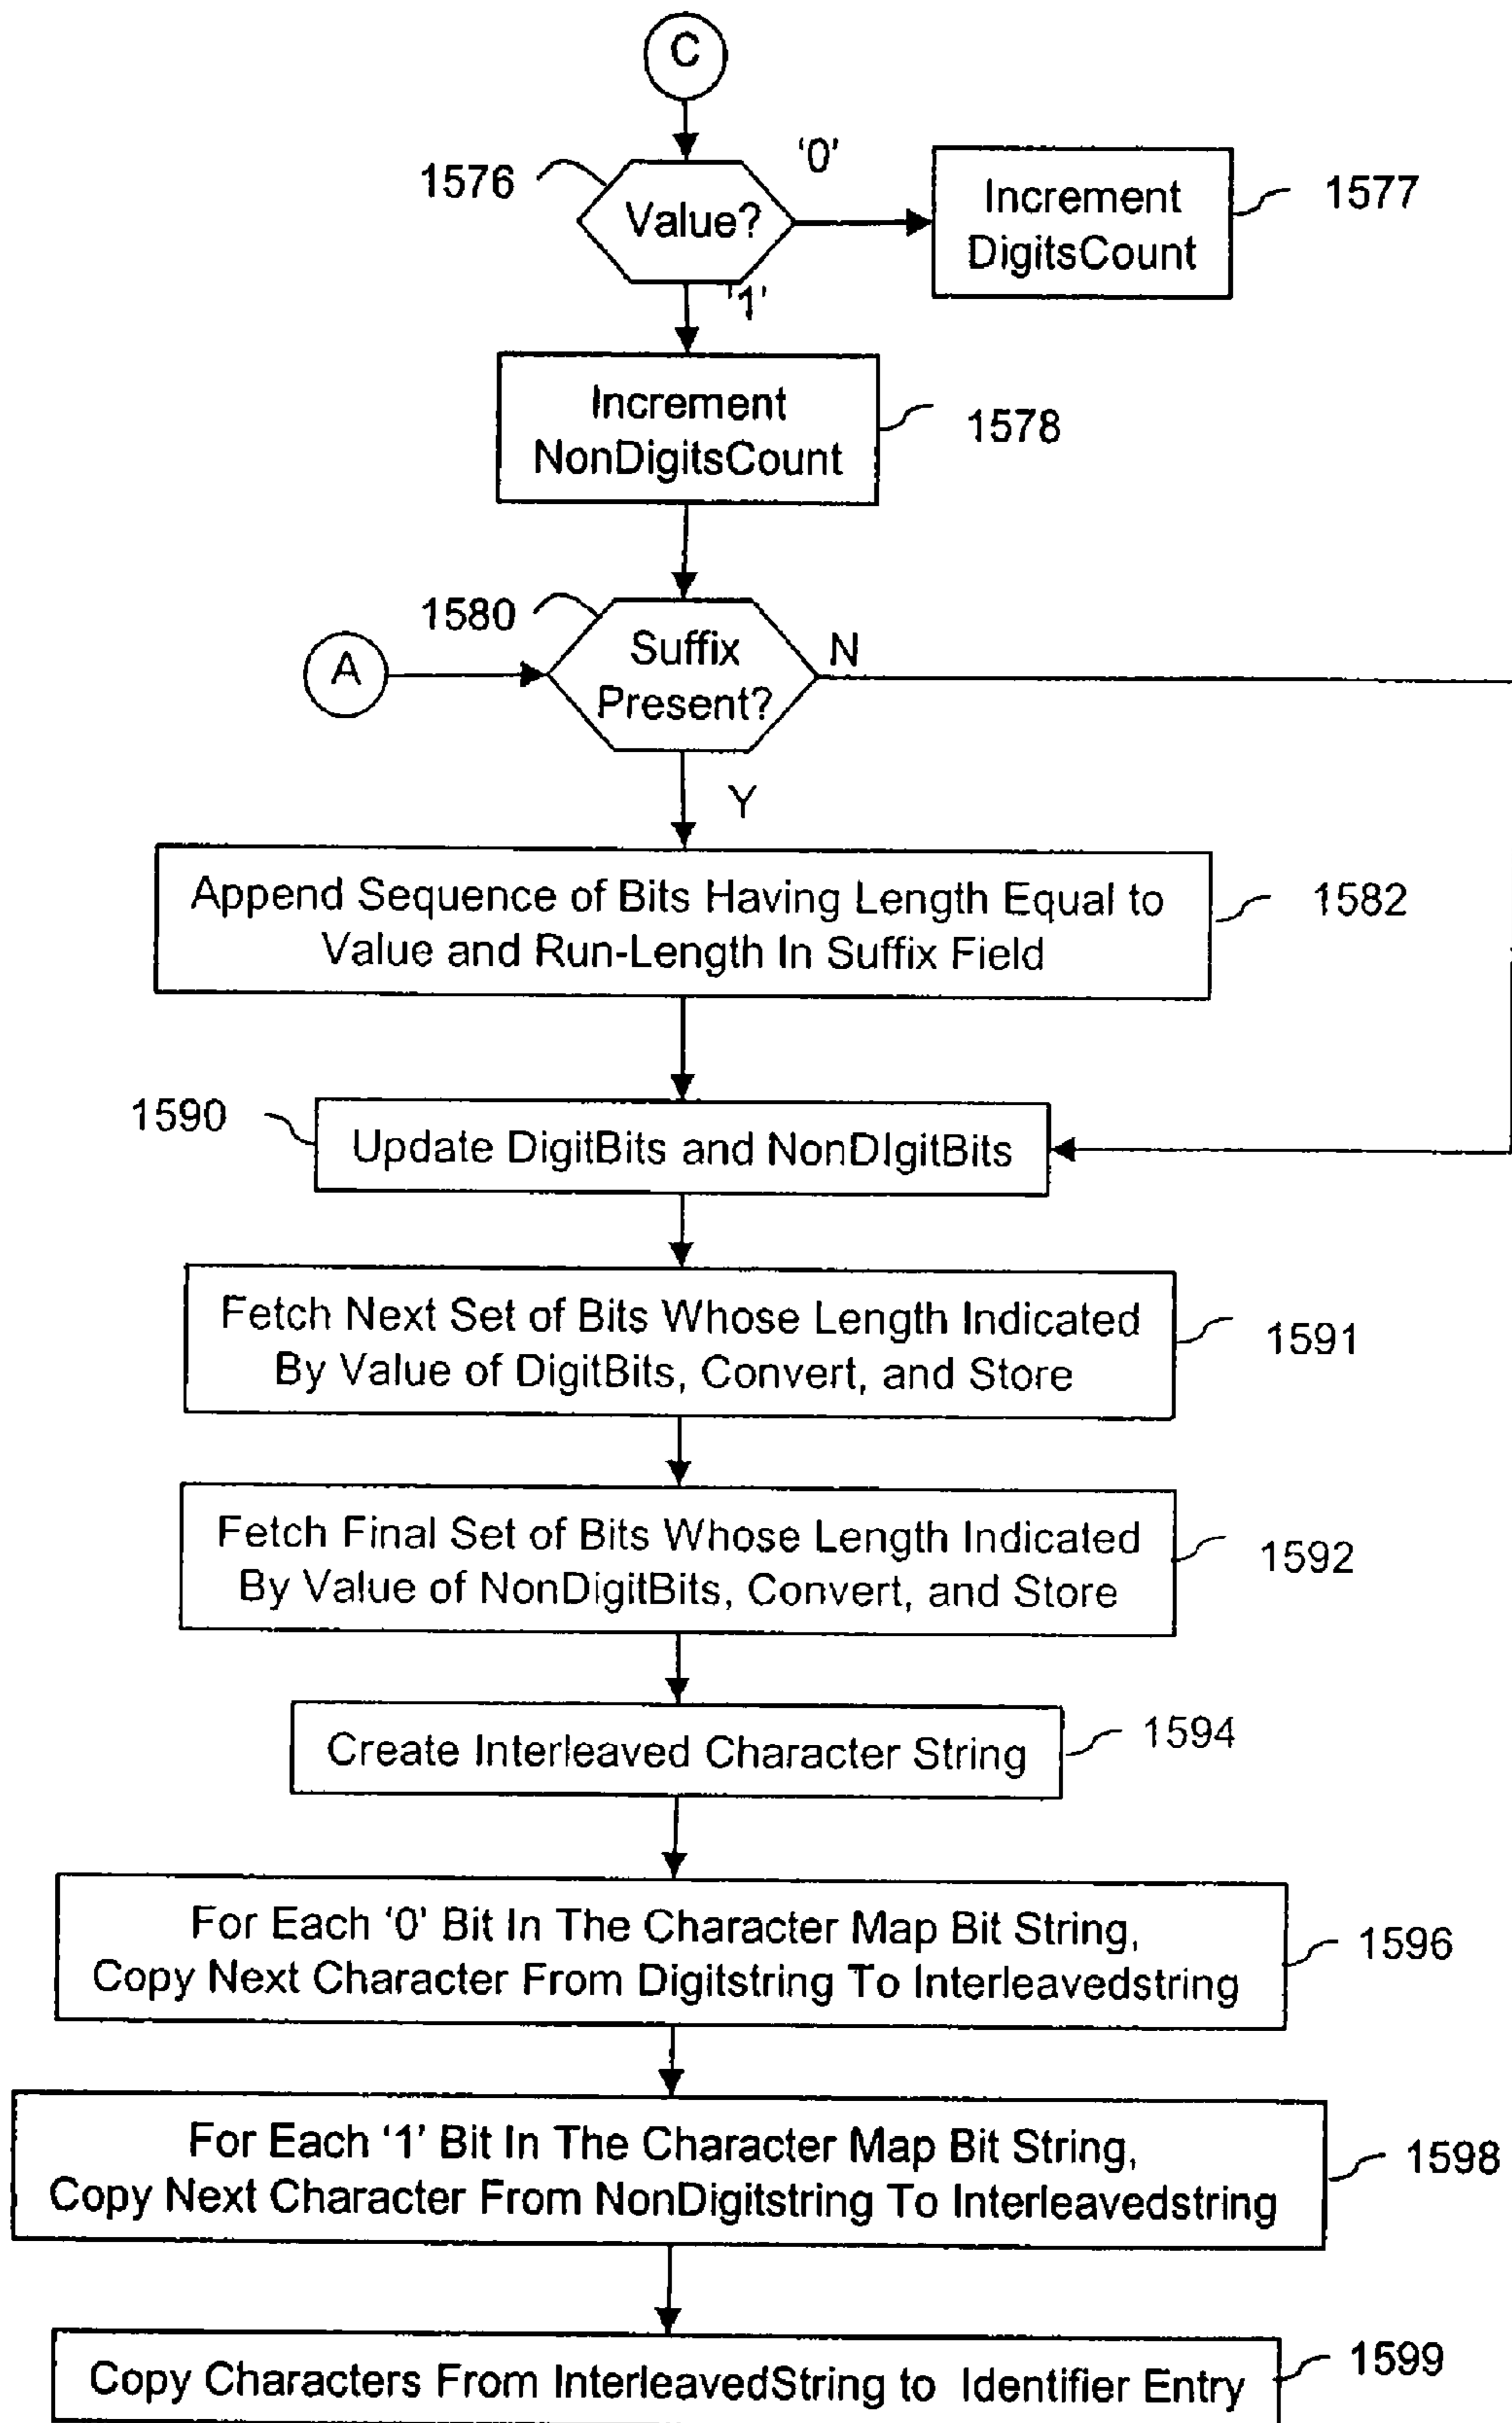 C
1576
Value?
'0'
Increment
DigitsCount
1577
'1'
Increment
NonDigitsCount
1578
1580
A
Suffix
Present?
N
Y
Append Sequence of Bits Having Length Equal to
Value and Run-Length In Suffix Field
1582
1590
Update DigitBits and NonDIgitBits
Fetch Next Set of Bits Whose Length Indicated
By Value of DigitBits, Convert, and Store
1591
Fetch Final Set of Bits Whose Length Indicated
By Value of NonDigitBits, Convert, and Store
1592
Create Interleaved Character String
1594
For Each '0' Bit In The Character Map Bit String,
Copy Next Character From Digitstring To Interleavedstring
1596
For Each '1' Bit In The Character Map Bit String,
Copy Next Character From NonDigitstring To Interleavedstring
1598
Copy Characters From InterleavedString to Identifier Entry
1599